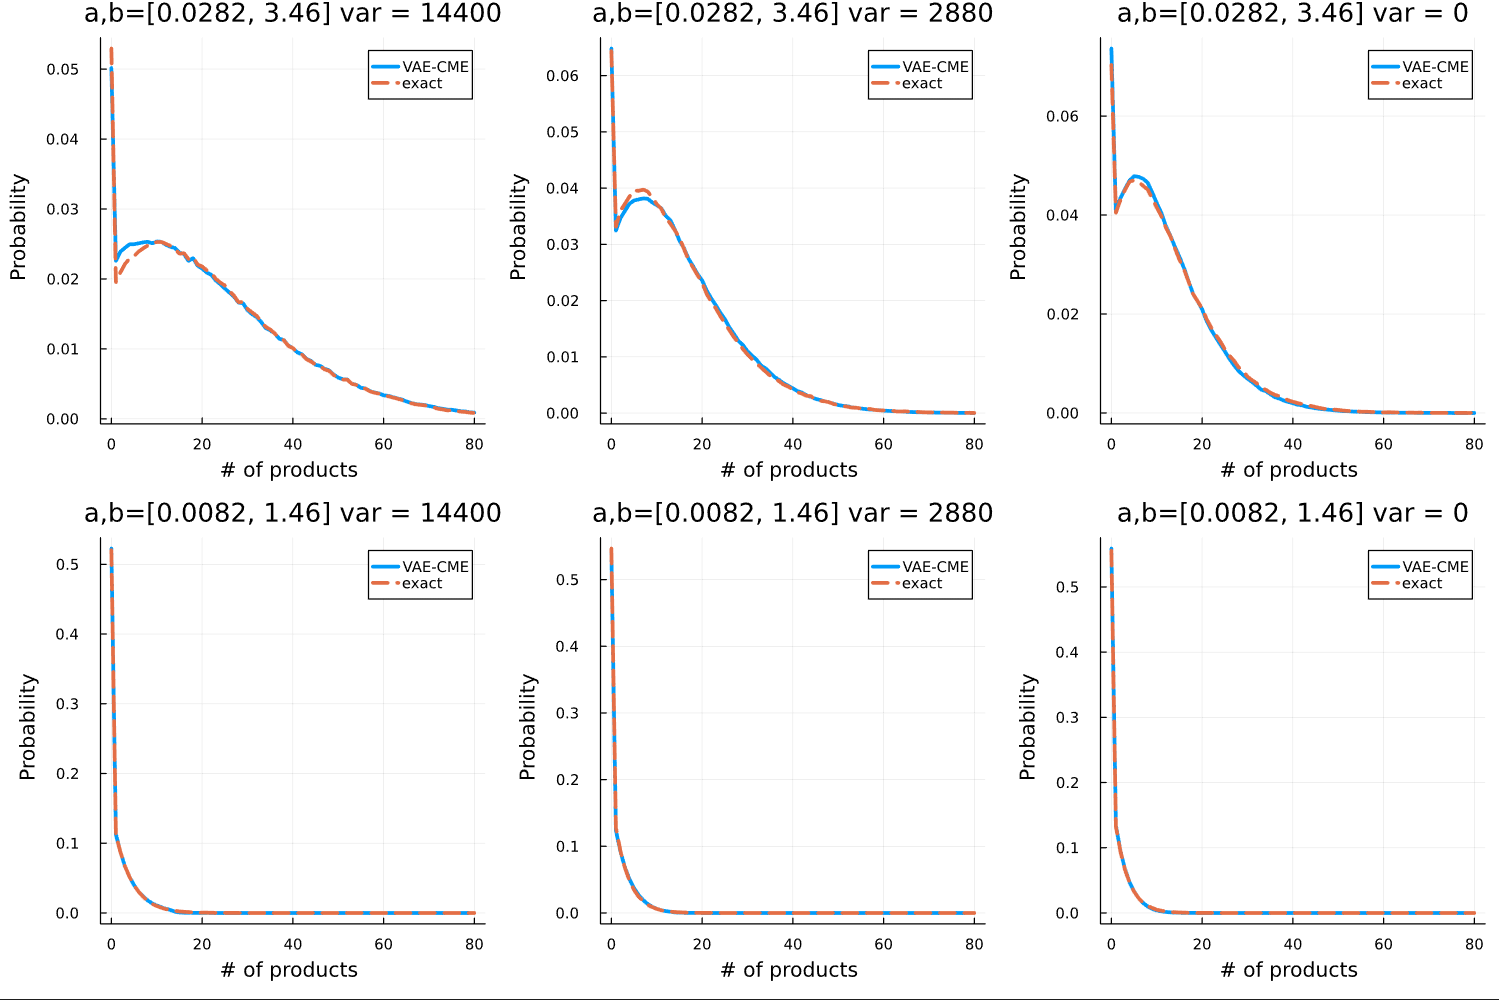 a,b=[0.0282, 3.46] var = 14400
0.05
0.04
0.03
0.02
0.01
0.00
Probability
VAE-CME
exact
0 20 40 60 80
# of products
a,b=[0.0282, 3.46] var = 2880
0.06
0.05
0.04
0.03
0.02
0.01
0.00
Probability
VAE-CME
exact
0 20 40 60 80
# of products
a,b=[0.0282, 3.46] var = 0
0.06
0.04
0.02
0.00
Probability
VAE-CME
exact
0 20 40 60 80
# of products
a,b=[0.0082, 1.46] var = 14400
0.5
0.4
0.3
0.2
0.1
0.0
Probability
VAE-CME
exact
0 20 40 60 80
# of products
a,b=[0.0082, 1.46] var = 2880
0.5
0.4
0.3
0.2
0.1
0.0
Probability
VAE-CME
exact
0 20 40 60 80
# of products
a,b=[0.0082, 1.46] var = 0
0.5
0.4
0.3
0.2
0.1
0.0
Probability
VAE-CME
exact
0 20 40 60 80
# of products